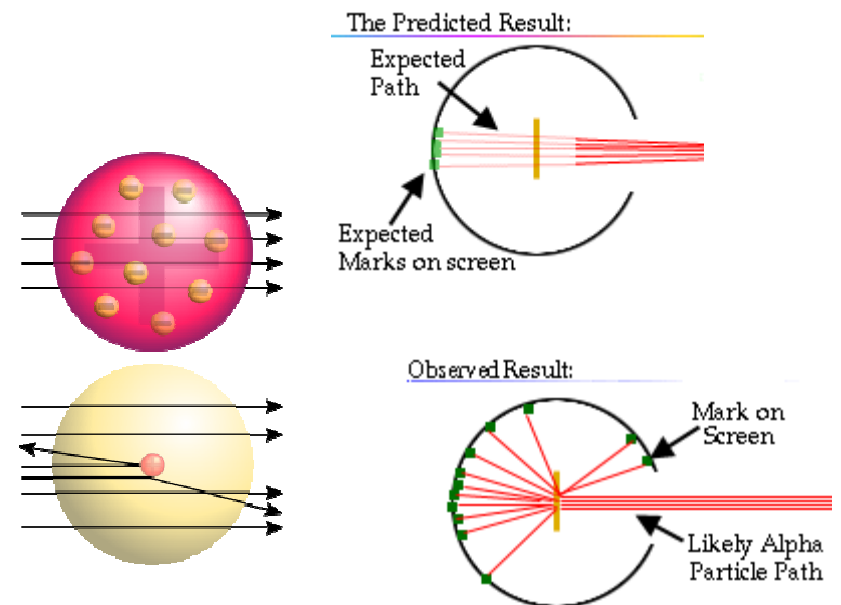 The Predicted Result:
Expected
Path
Expected
Marks on screen
Observed Result:
Mark on
Screen
Likely Alpha
Particle Path